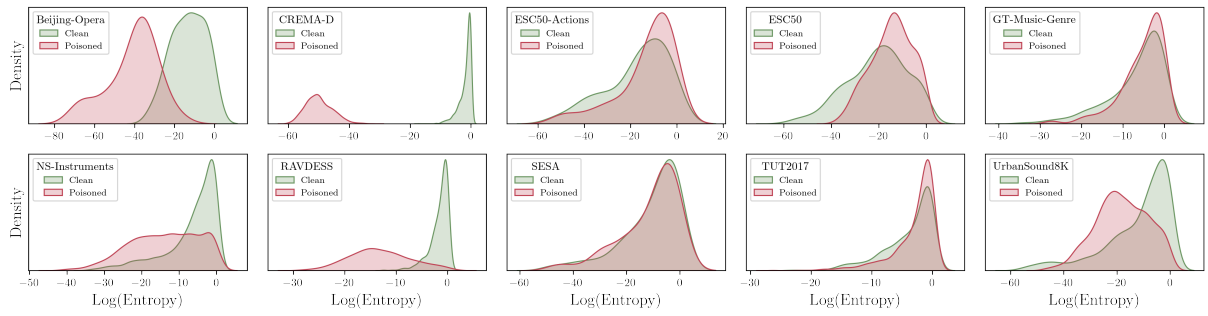 Density
Beijing-Opera
Clean
Poisoned
−80 −60 −40 −20 0
CREMA-D
Clean
Poisoned
−60 −40 −20 0
ESC50-Actions
Clean
Poisoned
−60 −40 −20 0 20
ESC50
Clean
Poisoned
−60 −40 −20 0
GT-Music-Genre
Clean
Poisoned
−40 −30 −20 −10 0
Density
NS-Instruments
Clean
Poisoned
−50 −40 −30 −20 −10 0
Log(Entropy)
RAVDESS
Clean
Poisoned
−30 −20 −10 0
Log(Entropy)
SESA
Clean
Poisoned
−60 −40 −20 0
Log(Entropy)
TUT2017
Clean
Poisoned
−30 −20 −10 0
Log(Entropy)
UrbanSound8K
Clean
Poisoned
−60 −40 −20 0
Log(Entropy)